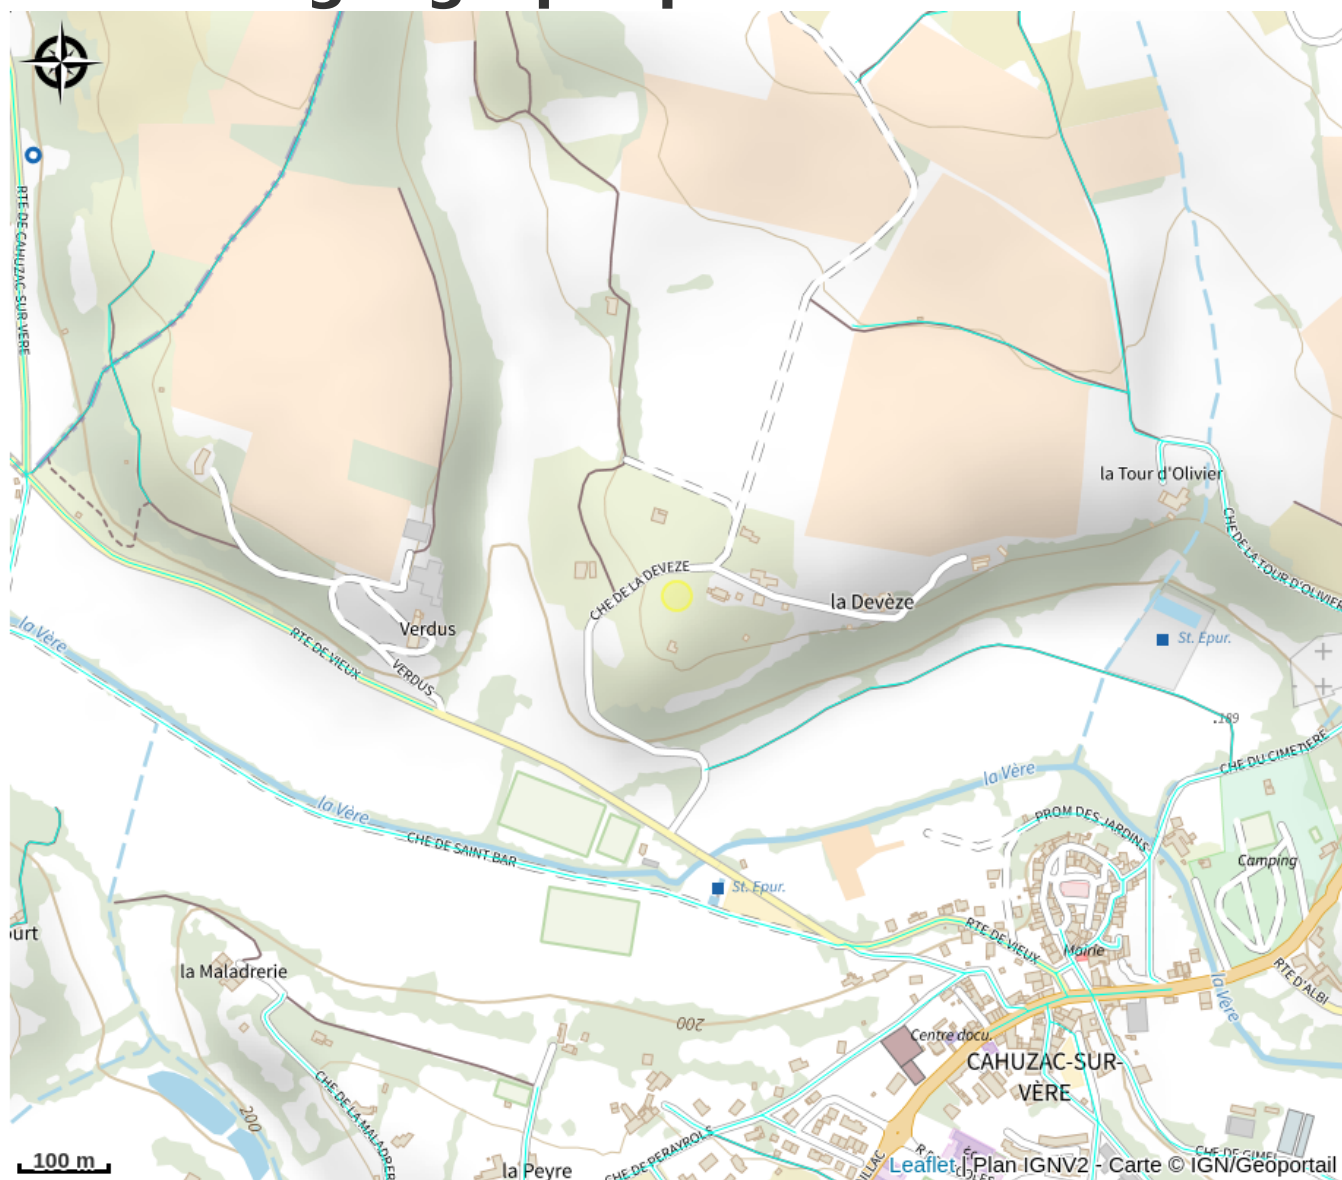 RTE DE CAHUZAC-SUR-VERE
la Tour d'Olivier
CHE DE LA TOUR D'OLIVIER
CHE DE LA DEVEZE
la Devèze
Verdus
la Vère
RTE DE VIEUX
VERDUS
St. Epur.
.189
CHE DU CIMETIERE
la Vère
la Vère
PROM DES JARDINS
CHE DE SAINT BAR
Camping
St. Epur.
RTE DE VIEUX
Mairie
la Maladrerie
RTE D'ALBI
la Vère
200
Centre docu.
CAHUZAC-SUR-
VÈRE
200
CHE DE LA MALADRER
CHE DE PERAYROLS
la Peyre
CHE DE GIMEL
100 m
Leaflet | Plan IGNV2 - Carte © IGN/Geoportail